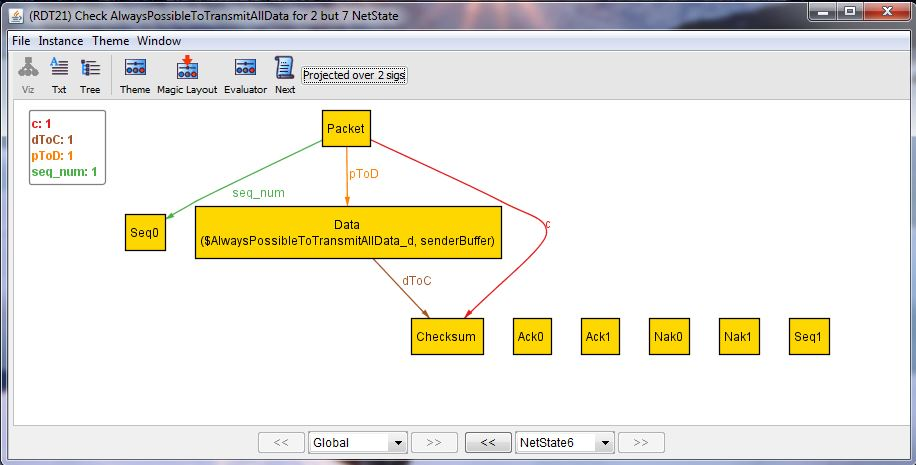 (RDT21) Check AlwaysPossibleToTransmitAllData for 2 but 7 NetState
File Instance Theme Window
Viz Txt Tree Theme Magic Layout Evaluator Next Projected over 2 sigs
c: 1
dToC: 1
pToD: 1
seq_num: 1
Packet
seq_num
pToD
c
Seq0
Data
($AlwaysPossibleToTransmitAllData_d, senderBuffer)
dToC
Checksum Ack0 Ack1 Nak0 Nak1 Seq1
<< Global >> << NetState6 >>